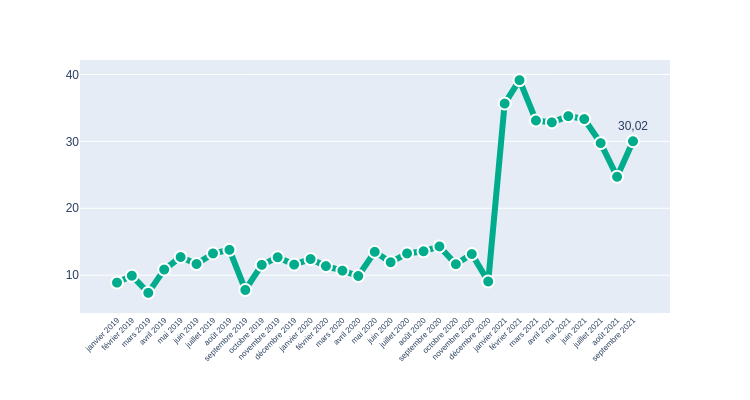 40
30
20
10
30,02
janvier 2019
février 2019
mars 2019
avril 2019
mai 2019
juin 2019
juillet 2019
août 2019
septembre 2019
octobre 2019
novembre 2019
décembre 2019
janvier 2020
février 2020
mars 2020
avril 2020
mai 2020
juin 2020
juillet 2020
août 2020
septembre 2020
octobre 2020
novembre 2020
décembre 2020
janvier 2021
février 2021
mars 2021
avril 2021
mai 2021
juin 2021
juillet 2021
août 2021
septembre 2021